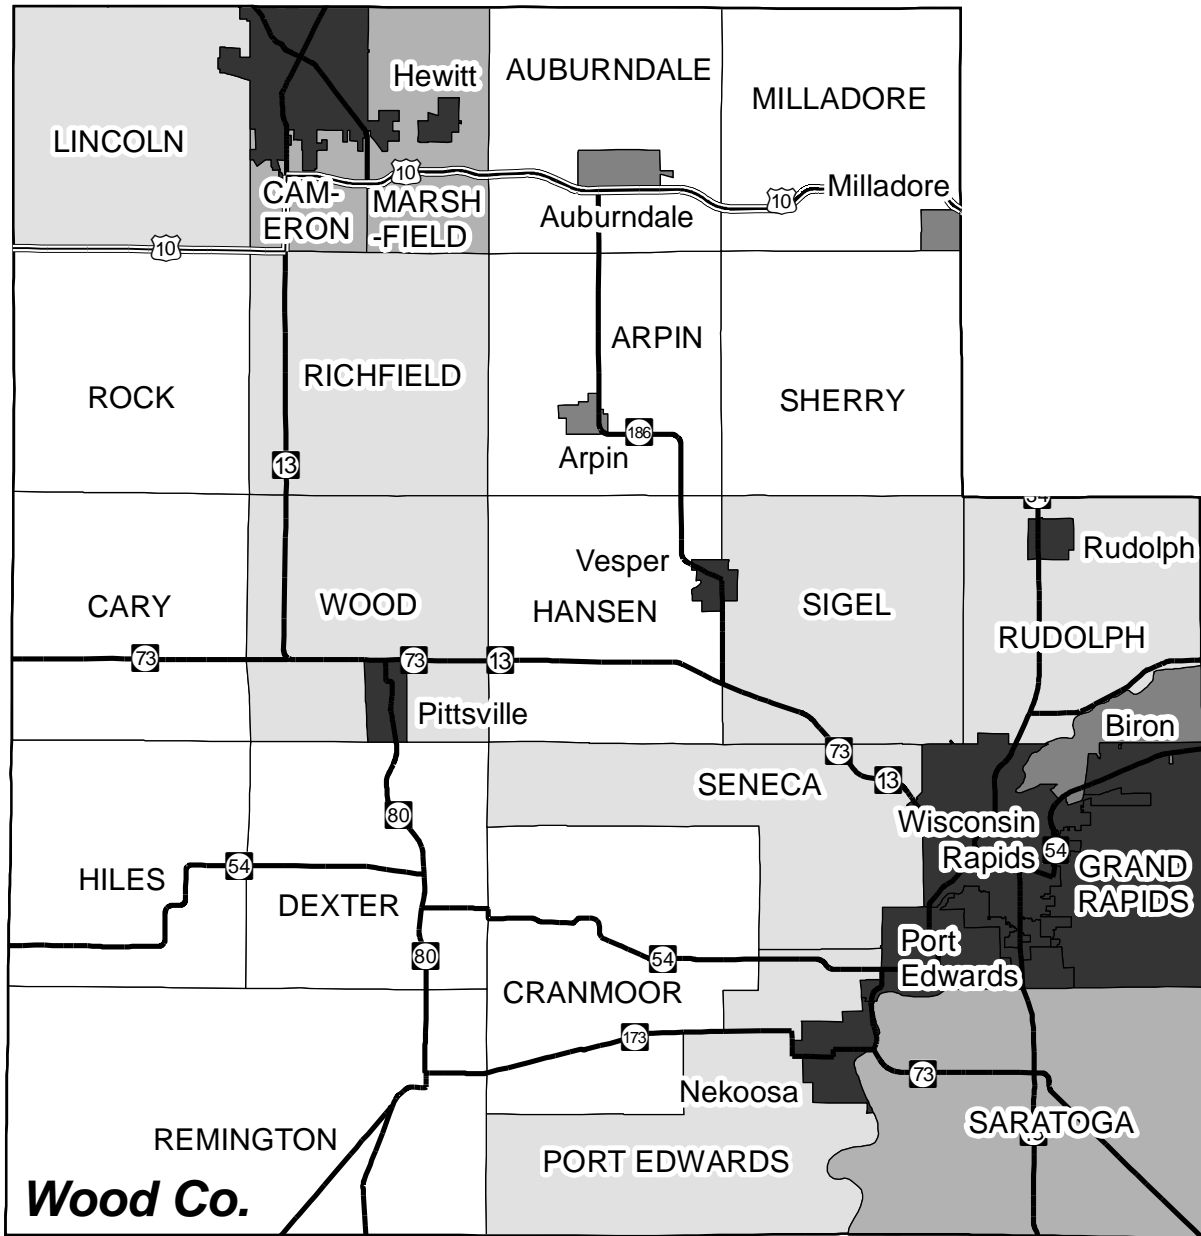 Hewitt
AUBURNDALE
MILLADORE
LINCOLN
10
CAM-
ERON
MARSH
-FIELD
Auburndale
10
Milladore
10
ARPIN
RICHFIELD
ROCK
SHERRY
186
Arpin
13
54
Rudolph
Vesper
CARY
WOOD
HANSEN
SIGEL
RUDOLPH
73
73
13
Pittsville
Biron
73
SENECA
13
80
Wisconsin
Rapids
54
GRAND
RAPIDS
54
HILES
DEXTER
Port
Edwards
80
54
CRANMOOR
173
73
Nekoosa
SARATOGA
REMINGTON
PORT EDWARDS
Wood Co.